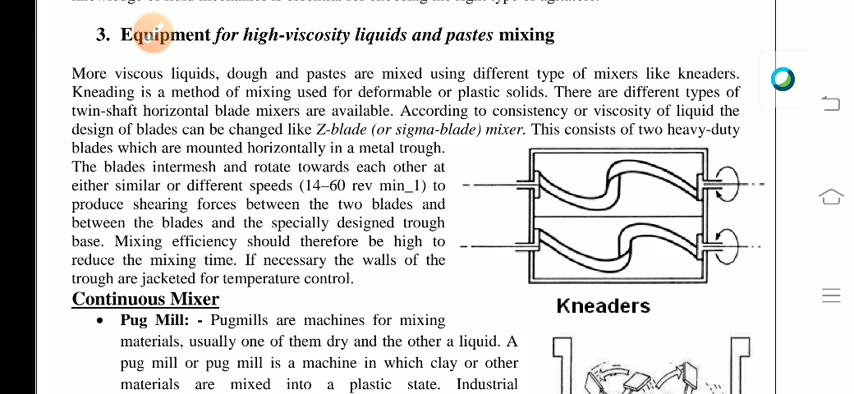 3. Equipment for high-viscosity liquids and pastes mixing
More viscous liquids, dough and pastes are mixed using different type of mixers like kneaders.
Kneading is a method of mixing used for deformable or plastic solids. There are different types of
twin-shaft horizontal blade mixers are available. According to consistency or viscosity of liquid the
design of blades can be changed like Z-blade (or sigma-blade) mixer. This consists of two heavy-duty
blades which are mounted horizontally in a metal trough.
The blades intermesh and rotate towards each other at
either similar or different speeds (14–60 rev min_1) to
produce shearing forces between the two blades and
between the blades and the specially designed trough
base. Mixing efficiency should therefore be high to
reduce the mixing time. If necessary the walls of the
trough are jacketed for temperature control.
Kneaders
Continuous Mixer
• Pug Mill: - Pugmills are machines for mixing
materials, usually one of them dry and the other a liquid. A
pug mill or pug mill is a machine in which clay or other
materials are mixed into a plastic state. Industrial